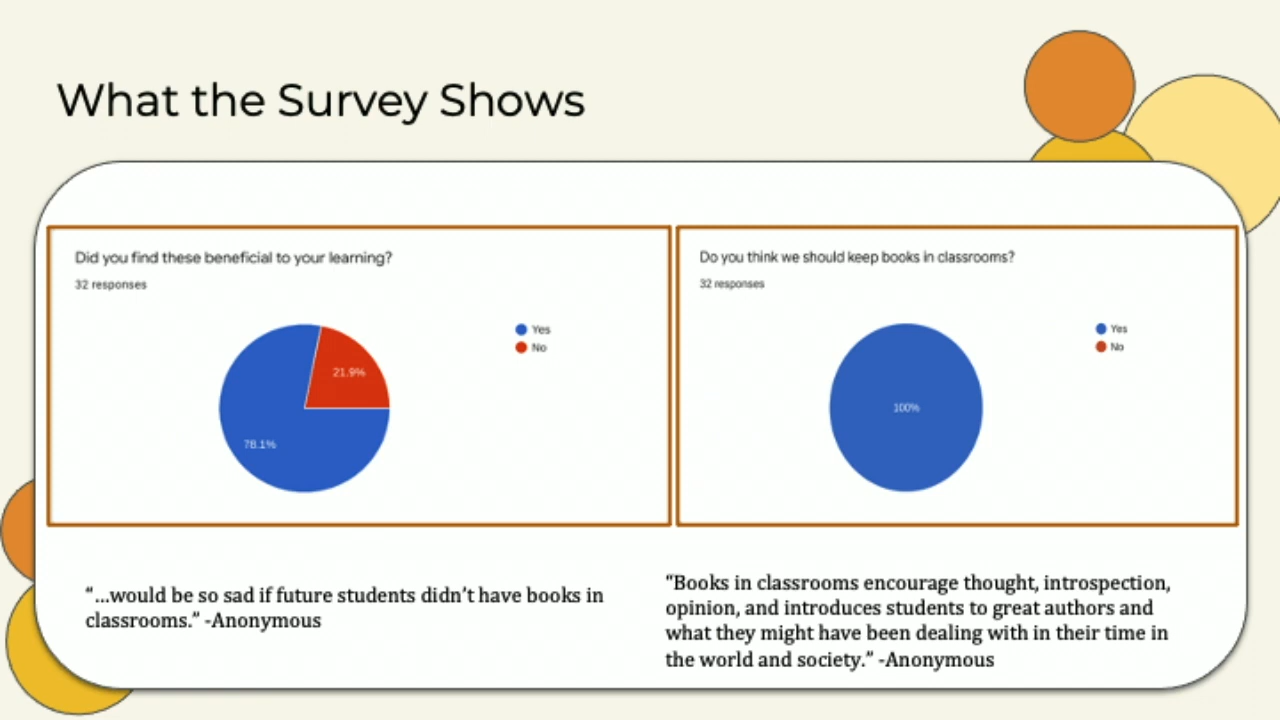 What the Survey Shows
Did you find these beneficial to your learning?
32 responses
Yes
No
21.9%
78.1%
Do you think we should keep books in classrooms?
32 responses
Yes
No
100%
“...would be so sad if future students didn’t have books in
classrooms.” -Anonymous
“Books in classrooms encourage thought, introspection,
opinion, and introduces students to great authors and
what they might have been dealing with in their time in
the world and society.” -Anonymous